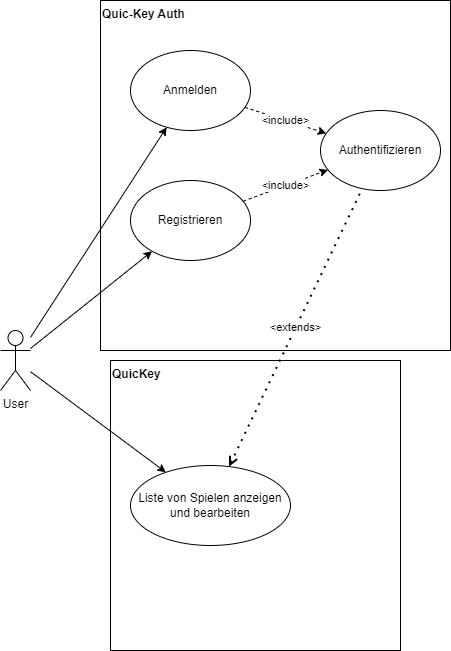 Quic-Key Auth
Anmelden
<include>
Authentifizieren
<include>
Registrieren
<extends>
QuicKey
User
Liste von Spielen anzeigen
und bearbeiten